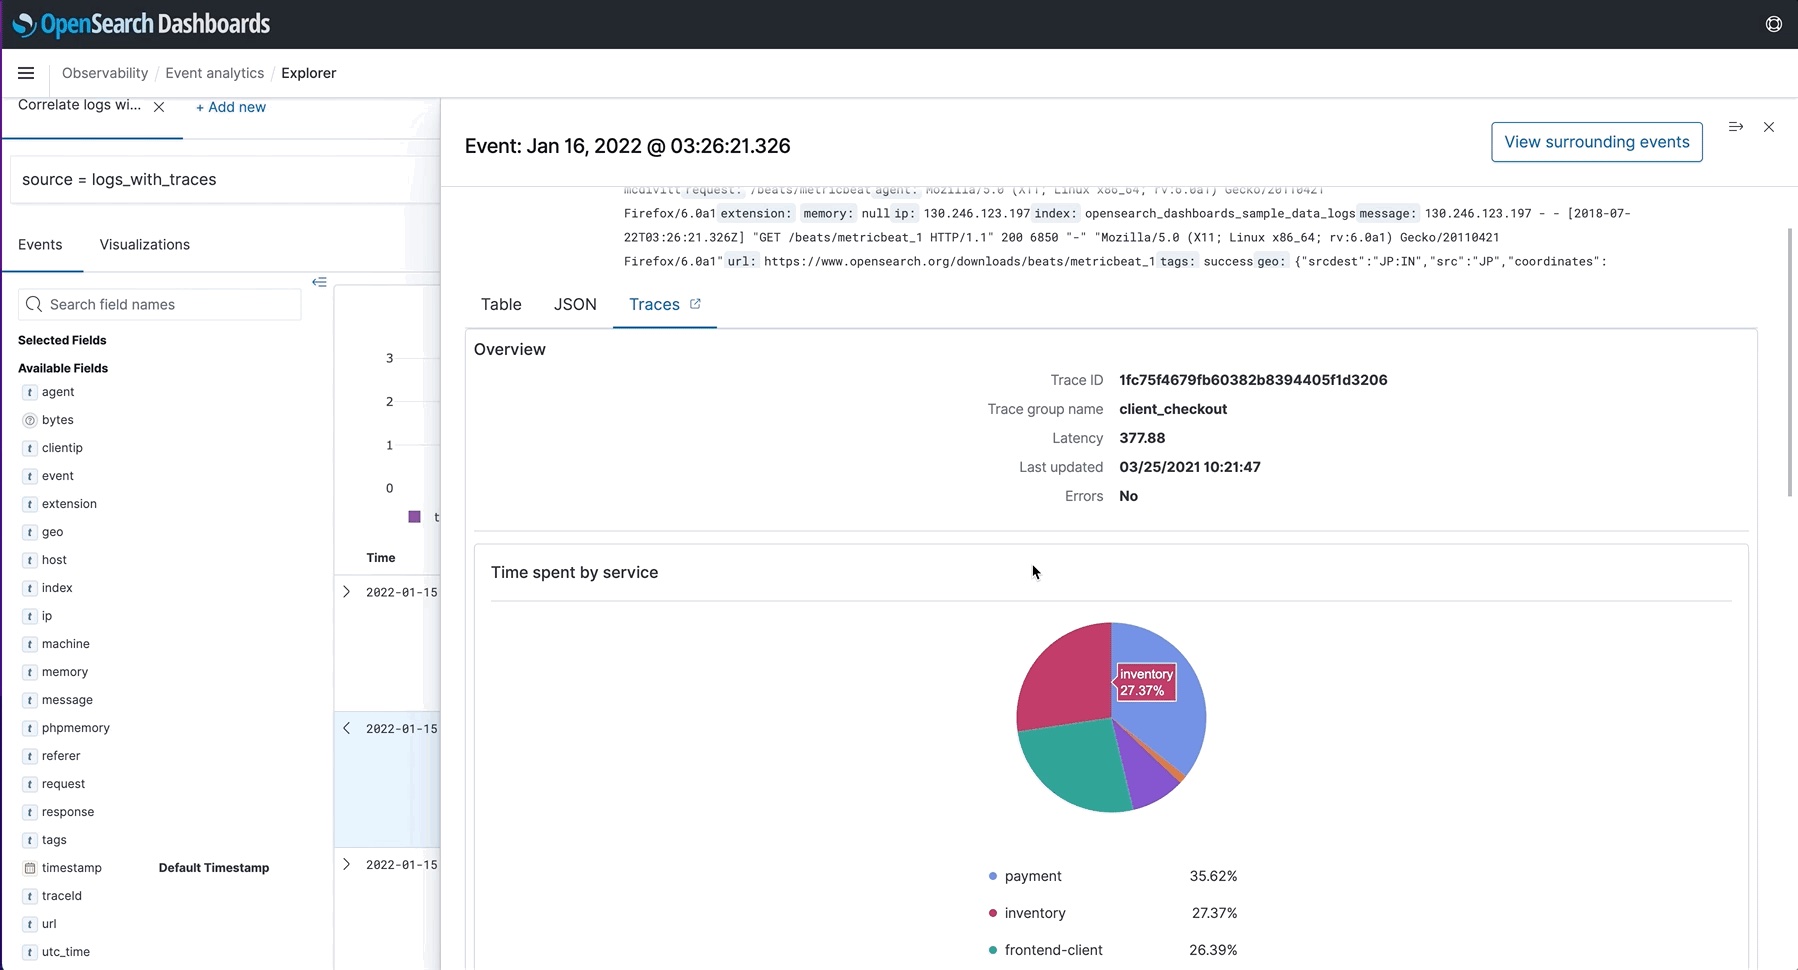 OpenSearch Dashboards
Observability / Event analytics / Explorer
Correlate logs wi... + Add new
source = logs_with_traces
Events Visualizations
Search field names
Selected Fields
Available Fields
t agent
bytes
t clientip
t event
t extension
t geo
t host
t index
t ip
t machine
t memory
t message
t phpmemory
t referer
t request
t response
t tags
timestamp Default Timestamp
t traceId
t url
t utc_time
3
2
1
0
t
Time
2022-01-15
2022-01-15
2022-01-15
Event: Jan 16, 2022 @ 03:26:21.326
View surrounding events
mcdivitt request: /beats/metricbeat agent: Mozilla/5.0 (X11; Linux x86_64; rv:6.0a1) Gecko/20110421
Firefox/6.0a1 extension: memory: null ip: 130.246.123.197 index: opensearch_dashboards_sample_data_logs message: 130.246.123.197 - - [2018-07-
22T03:26:21.326Z] "GET /beats/metricbeat_1 HTTP/1.1" 200 6850 "-" "Mozilla/5.0 (X11; Linux x86_64; rv:6.0a1) Gecko/20110421
Firefox/6.0a1" url: https://www.opensearch.org/downloads/beats/metricbeat_1 tags: success geo: {"srcdest":"JP:IN","src":"JP","coordinates":
Table JSON Traces
Overview
Trace ID 1fc75f4679fb60382b8394405f1d3206
Trace group name client_checkout
Latency 377.88
Last updated 03/25/2021 10:21:47
Errors No
Time spent by service
inventory
27.37%
payment 35.62%
inventory 27.37%
frontend-client 26.39%